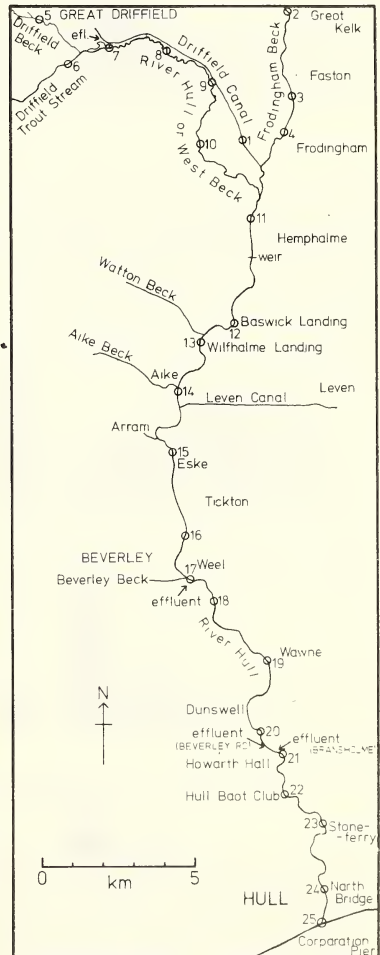 5 GREAT DRIFFIELD
2 Great
Kelk
Driffield
Beck
efl.
7
8
6
Driffield
Trout Stream
River Hull
or West Beck
Driffield Canal
9
10
1
Frodingham Beck
Faston
3
4
Frodingham
11
Hemphalme
weir
Watton Beck
Baswick Landing
12
13
Wilfhalme Landing
Aike Beck
Aike
14
Leven
Leven Canal
Arram
15
Eske
Tickton
16
BEVERLEY
17 Weel
Beverley Beck
effluent
18
River Hull
Wawne
19
N
Dunswell
20
effluent
(BEVERLEY RD)
effluent
(BRANSHOLME)
21
Howarth Hall
22
Hull Boat Club
23
Stone-
-ferry
0 5
km
HULL
24 North
Bridge
25
Corporation
Pier